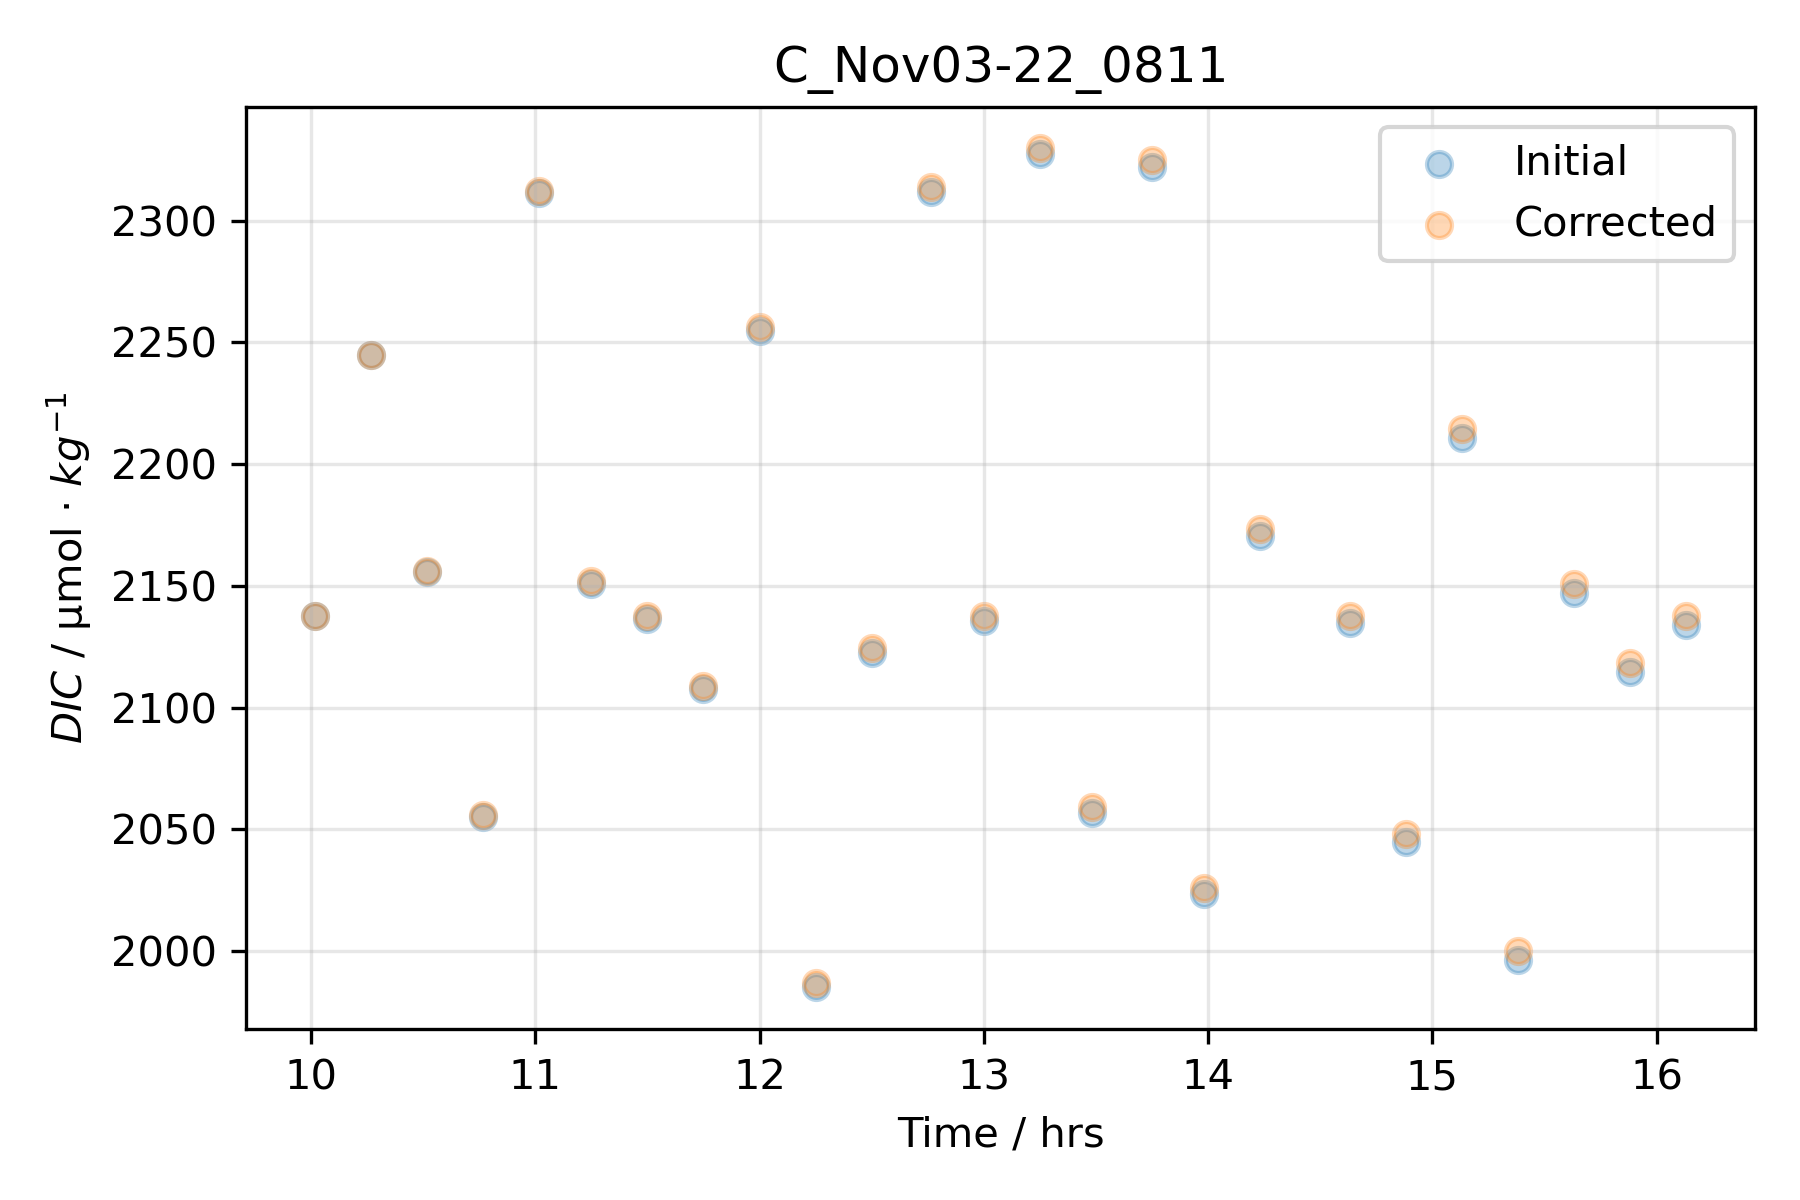 C_Nov03-22_0811
Initial
Corrected
2300
2250
2200
2150
2100
2050
2000
DIC / µmol · kg⁻¹
10 11 12 13 14 15 16
Time / hrs